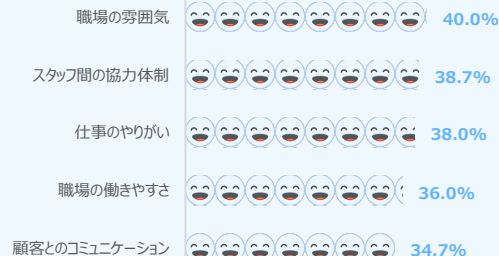 職場の雰囲気 40.0%
スタッフ間の協力体制 38.7%
仕事のやりがい 38.0%
職場の働きやすさ 36.0%
顧客とのコミュニケーション 34.7%